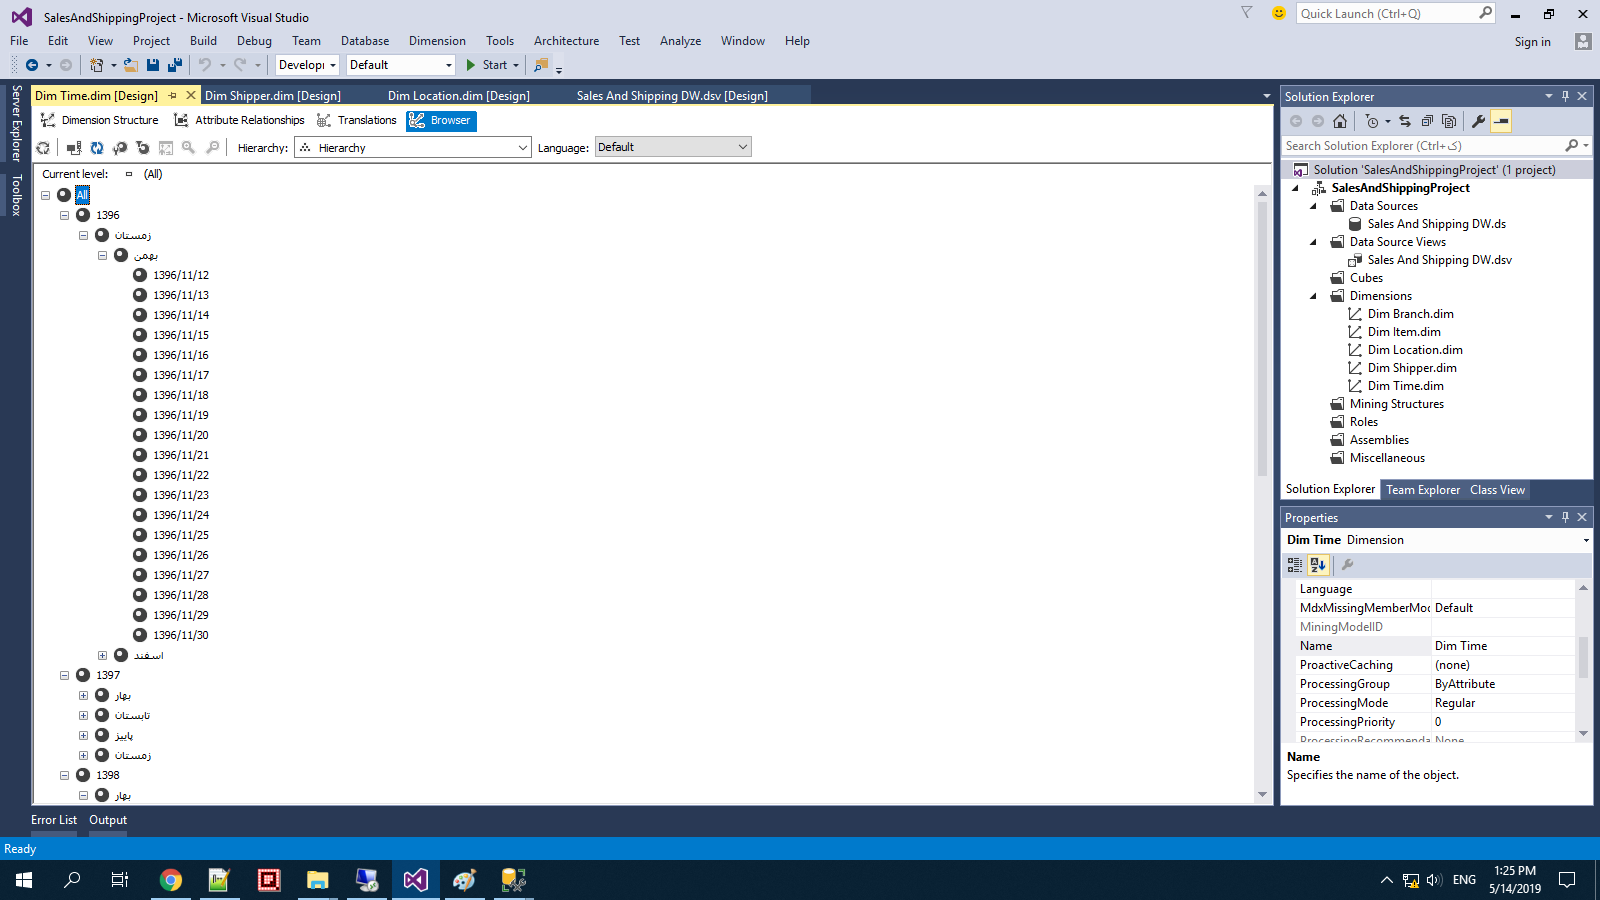 SalesAndShippingProject - Microsoft Visual Studio
Quick Launch (Ctrl+Q)
File Edit View Project Build Debug Team Database Dimension Tools Architecture Test Analyze Window Help
Sign in
Default
Start
Server Explorer
Toolbox
Dim Time.dim [Design]
Dim Shipper.dim [Design]
Dim Location.dim [Design]
Sales And Shipping DW.dsv [Design]
Dimension Structure
Attribute Relationships
Translations
Browser
Hierarchy: Hierarchy
Language: Default
Current level: (All)
All
1396
زمستان
بهمن
1396/11/12
1396/11/13
1396/11/14
1396/11/15
1396/11/16
1396/11/17
1396/11/18
1396/11/19
1396/11/20
1396/11/21
1396/11/22
1396/11/23
1396/11/24
1396/11/25
1396/11/26
1396/11/27
1396/11/28
1396/11/29
1396/11/30
اسفند
1397
بهار
تابستان
پاییز
زمستان
1398
بهار
Error List Output
Solution Explorer
Search Solution Explorer (Ctrl+ک)
Solution 'SalesAndShippingProject' (1 project)
SalesAndShippingProject
Data Sources
Sales And Shipping DW.ds
Data Source Views
Sales And Shipping DW.dsv
Cubes
Dimensions
Dim Branch.dim
Dim Item.dim
Dim Location.dim
Dim Shipper.dim
Dim Time.dim
Mining Structures
Roles
Assemblies
Miscellaneous
Solution Explorer Team Explorer Class View
Properties
Dim Time Dimension
Language
MdxMissingMemberMoc Default
MiningModelID
Name Dim Time
ProactiveCaching (none)
ProcessingGroup ByAttribute
ProcessingMode Regular
ProcessingPriority 0
ProcessingRecommenda None
Name
Specifies the name of the object.
Ready
ENG
1:25 PM
5/14/2019